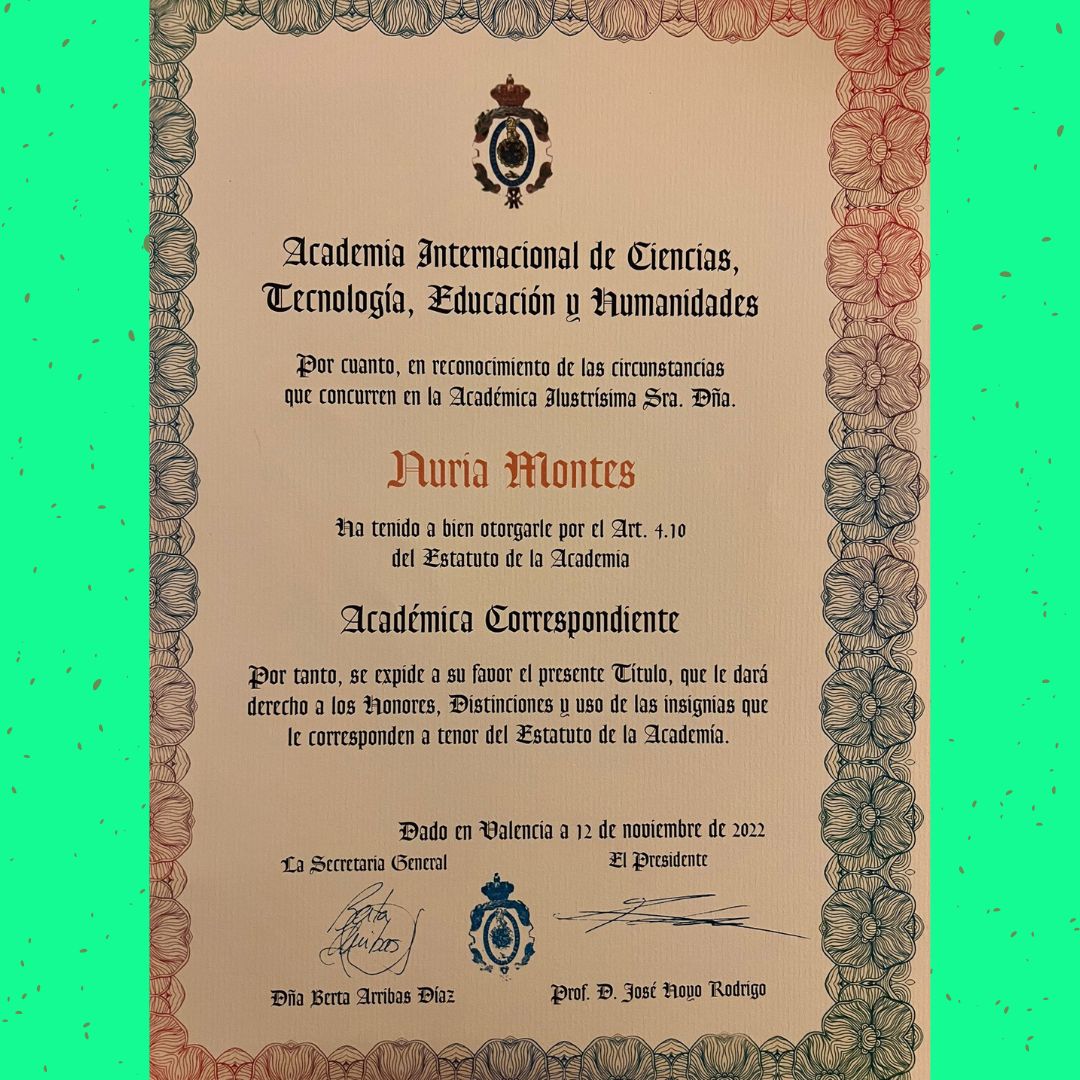 Academia Internacional de Ciencias,
Tecnología, Educación y Humanidades
Por cuanto, en reconocimiento de las circunstancias
que concurren en la Académica Ilustrísima Sra. Dña.
Nuria Montes
Ha tenido a bien otorgarle por el Art. 4.10
del Estatuto de la Academia
Académica Correspondiente
Por tanto, se expide a su favor el presente Título, que le dará
derecho a los Honores, Distinciones y uso de las insignias que
le corresponden a tenor del Estatuto de la Academía.
Dado en Valencia a 12 de noviembre de 2022
La Secretaria General El Presidente
Berta
Dña Berta Arribas Díaz Prof. D. José Hoyo Rodrigo